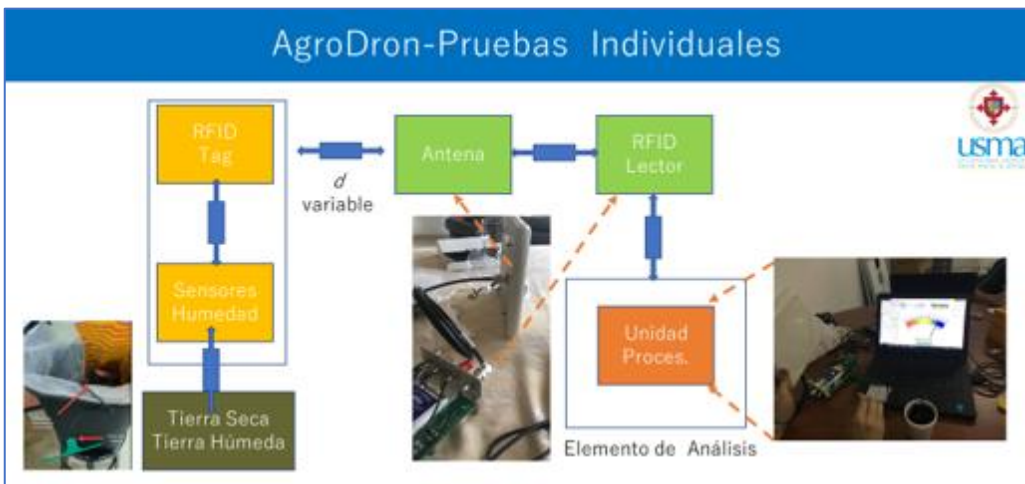 AgroDron-Pruebas Individuales
RFID
Tag
Antena
RFID
Lector
usma
d
variable
Sensores
Humedad
Unidad
Proces.
Tierra Seca
Tierra Húmeda
Elemento de Análisis